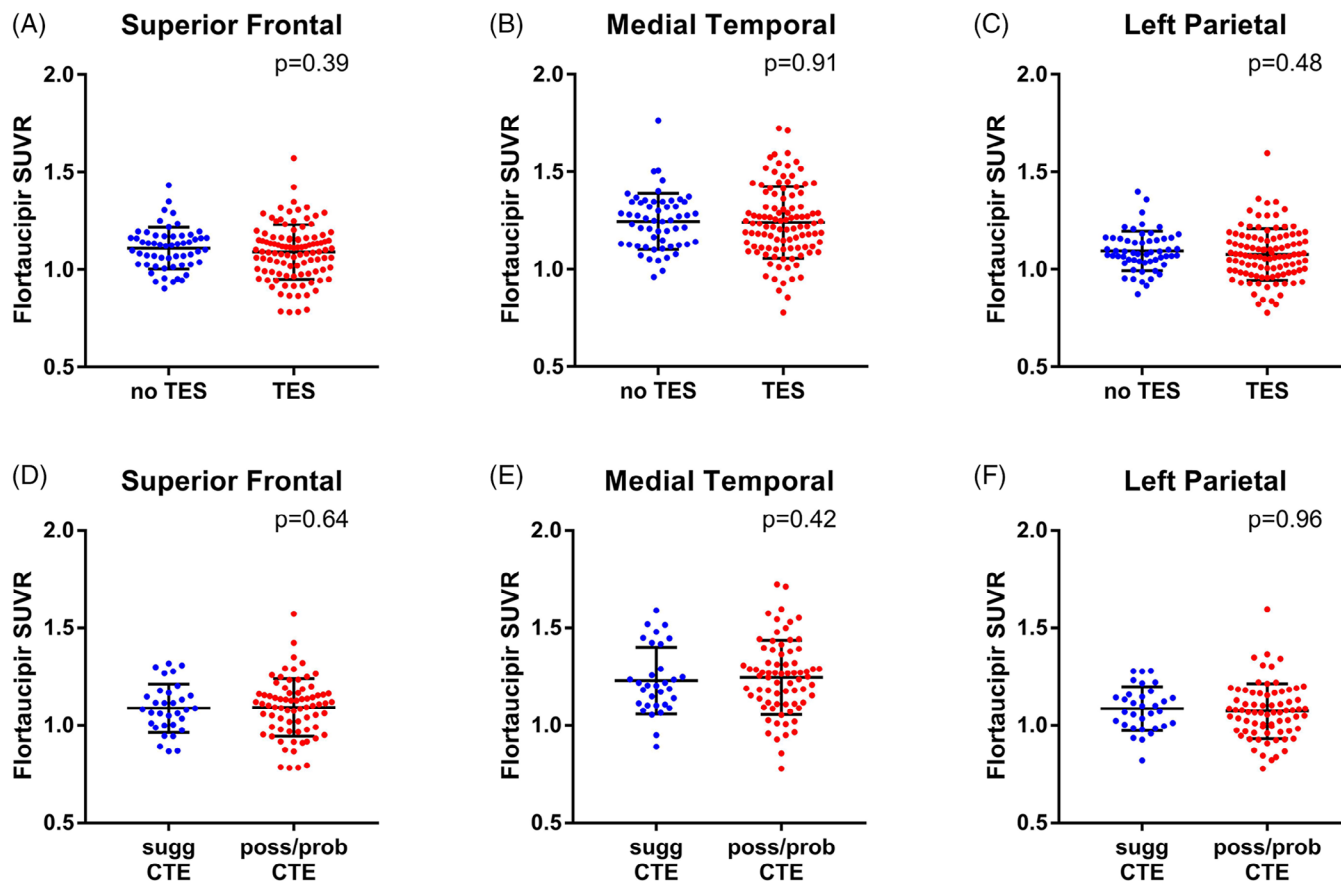 (A) Superior Frontal
p=0.39
Flortaucipir SUVR
2.0
1.5
1.0
0.5
no TES TES
(B) Medial Temporal
p=0.91
Flortaucipir SUVR
2.0
1.5
1.0
0.5
no TES TES
(C) Left Parietal
p=0.48
Flortaucipir SUVR
2.0
1.5
1.0
0.5
no TES TES
(D) Superior Frontal
p=0.64
Flortaucipir SUVR
2.0
1.5
1.0
0.5
sugg poss/prob
CTE CTE
(E) Medial Temporal
p=0.42
Flortaucipir SUVR
2.0
1.5
1.0
0.5
sugg poss/prob
CTE CTE
(F) Left Parietal
p=0.96
Flortaucipir SUVR
2.0
1.5
1.0
0.5
sugg poss/prob
CTE CTE